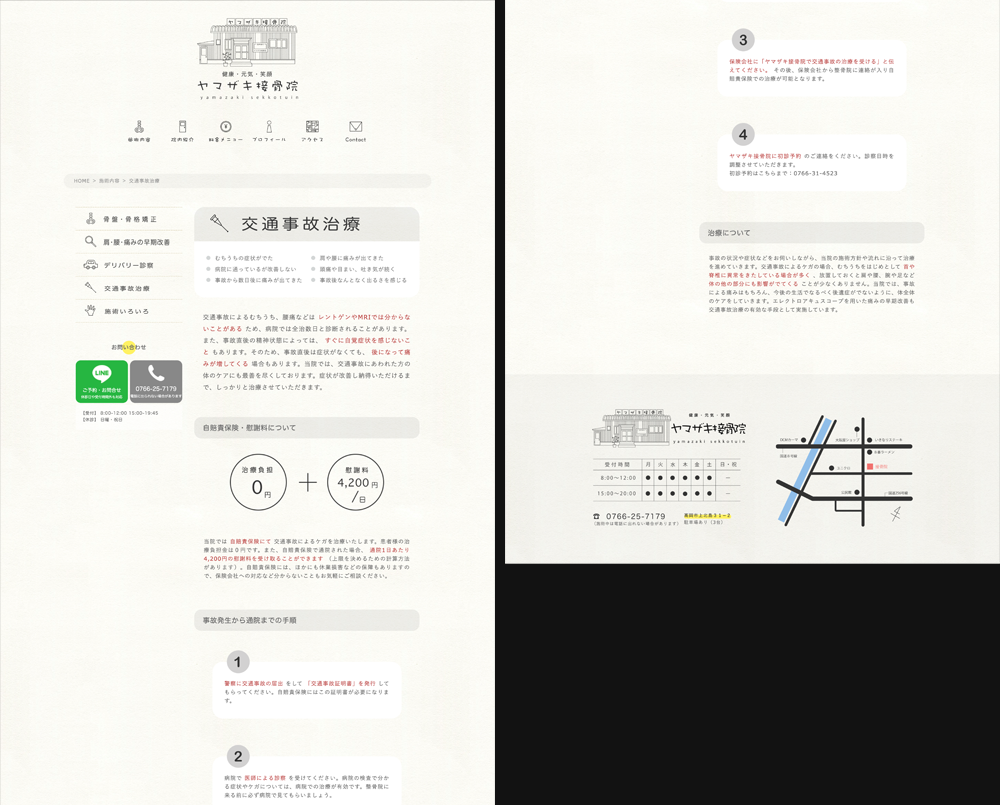 ヤマザキ接骨院
健康・元気・笑顔
ヤマザキ接骨院
yamazaki sekkotuin
施術内容
院内紹介
料金メニュー
プロフィール
アクセス
Contact
HOME > 施術内容 > 交通事故治療
骨盤・骨格矯正
肩・腰・痛みの早期改善
デリバリー診察
交通事故治療
施術いろいろ
お問い合わせ
LINE
ご予約・お問合せ
0766-25-7179
【受付】 8:00-12:00 15:00-19:45
【休診】 日曜・祝日
交通事故治療
むちうちの症状がでた
肩や腰に痛みが出てきた
病院に通っているが改善しない
頭痛や目まい、吐き気が続く
事故から数日後に痛みが出てきた
事故後なんとなく出るさを感じる
交通事故によるむちうち、腰痛などは レントゲンやMRIでは分からな
いことがある ため、病院では全治数日と診断されることがあります。
また、事故直後の精神状態によっては、 すぐに自覚症状を感じないこ
と もあります。そのため、事故直後は症状がなくても、 後になって痛
みが増してくる 場合もあります。当院では、交通事故にあわれた方の
体のケアにも最善を尽くしております。症状が改善し納得いただけるま
で、しっかりと治療させていただきます。
自賠責保険・慰謝料について
治療負担
0円
慰謝料
4,200円
／日
当院では 自賠責保険にて 交通事故によるケガを治療いたします。患者様の治
療負担金は０円です。また、自賠責保険で通院された場合、 通院1日あたり
4,200円の慰謝料を受け取ることができます （上限を決めるための計算方法
があります）。自賠責保険には、ほかにも休業損害などの保障もありますの
で、保険会社への対応など分からないこともお気軽にご相談ください。
事故発生から通院までの手順
1
警察に交通事故の届出 をして 「交通事故証明書」を発行 して
もらってください。自賠責保険にはこの証明書が必要になりま
す。
2
病院で 医師による診察 を受けてください。病院の検査で分か
る症状やケガについては、病院での治療が有効です。整骨院に
来る前に必ず病院で見てもらいましょう。
3
保険会社に「ヤマザキ接骨院で交通事故の治療を受ける」と伝
えてください。 その後、保険会社から整骨院に連絡が入り自
賠責保険での治療が可能となります。
4
ヤマザキ接骨院に初診予約 のご連絡をください。診察日時を
調整させていただきます。
初診予約はこちらまで：0766-31-4523
治療について
事故の状況や症状などをお伺いしながら、当院の施術方針や流れに沿って治療
を進めていきます。交通事故によるケガの場合、むちうちをはじめとして 首や
脊椎に異常をきたしている場合が多く 、放置しておくと肩や腰、腕や足など
体の他の部分にも影響がでてくる ことが少なくありません。当院では、事故
による痛みはもちろん、今後の生活でなるべく後遺症がでないように、体全体
のケアをしていきます。エレクトロアキュスコープを用いた痛みの早期改善も
交通事故治療の有効な手段として実施しています。
ヤマザキ接骨院
健康・元気・笑顔
ヤマザキ接骨院
yamazaki sekkotuin
受付時間 月 火 水 木 金 土 日・祝
8:00〜12:00 ● ● ● ● ● ● −
15:00〜20:00 ● ● ● ● ● ● −
☎ 0766-25-7179
（施術中は電話に出れない場合があります）
高岡市上の島３１−２
駐車場あり（3台）
ユニクロ